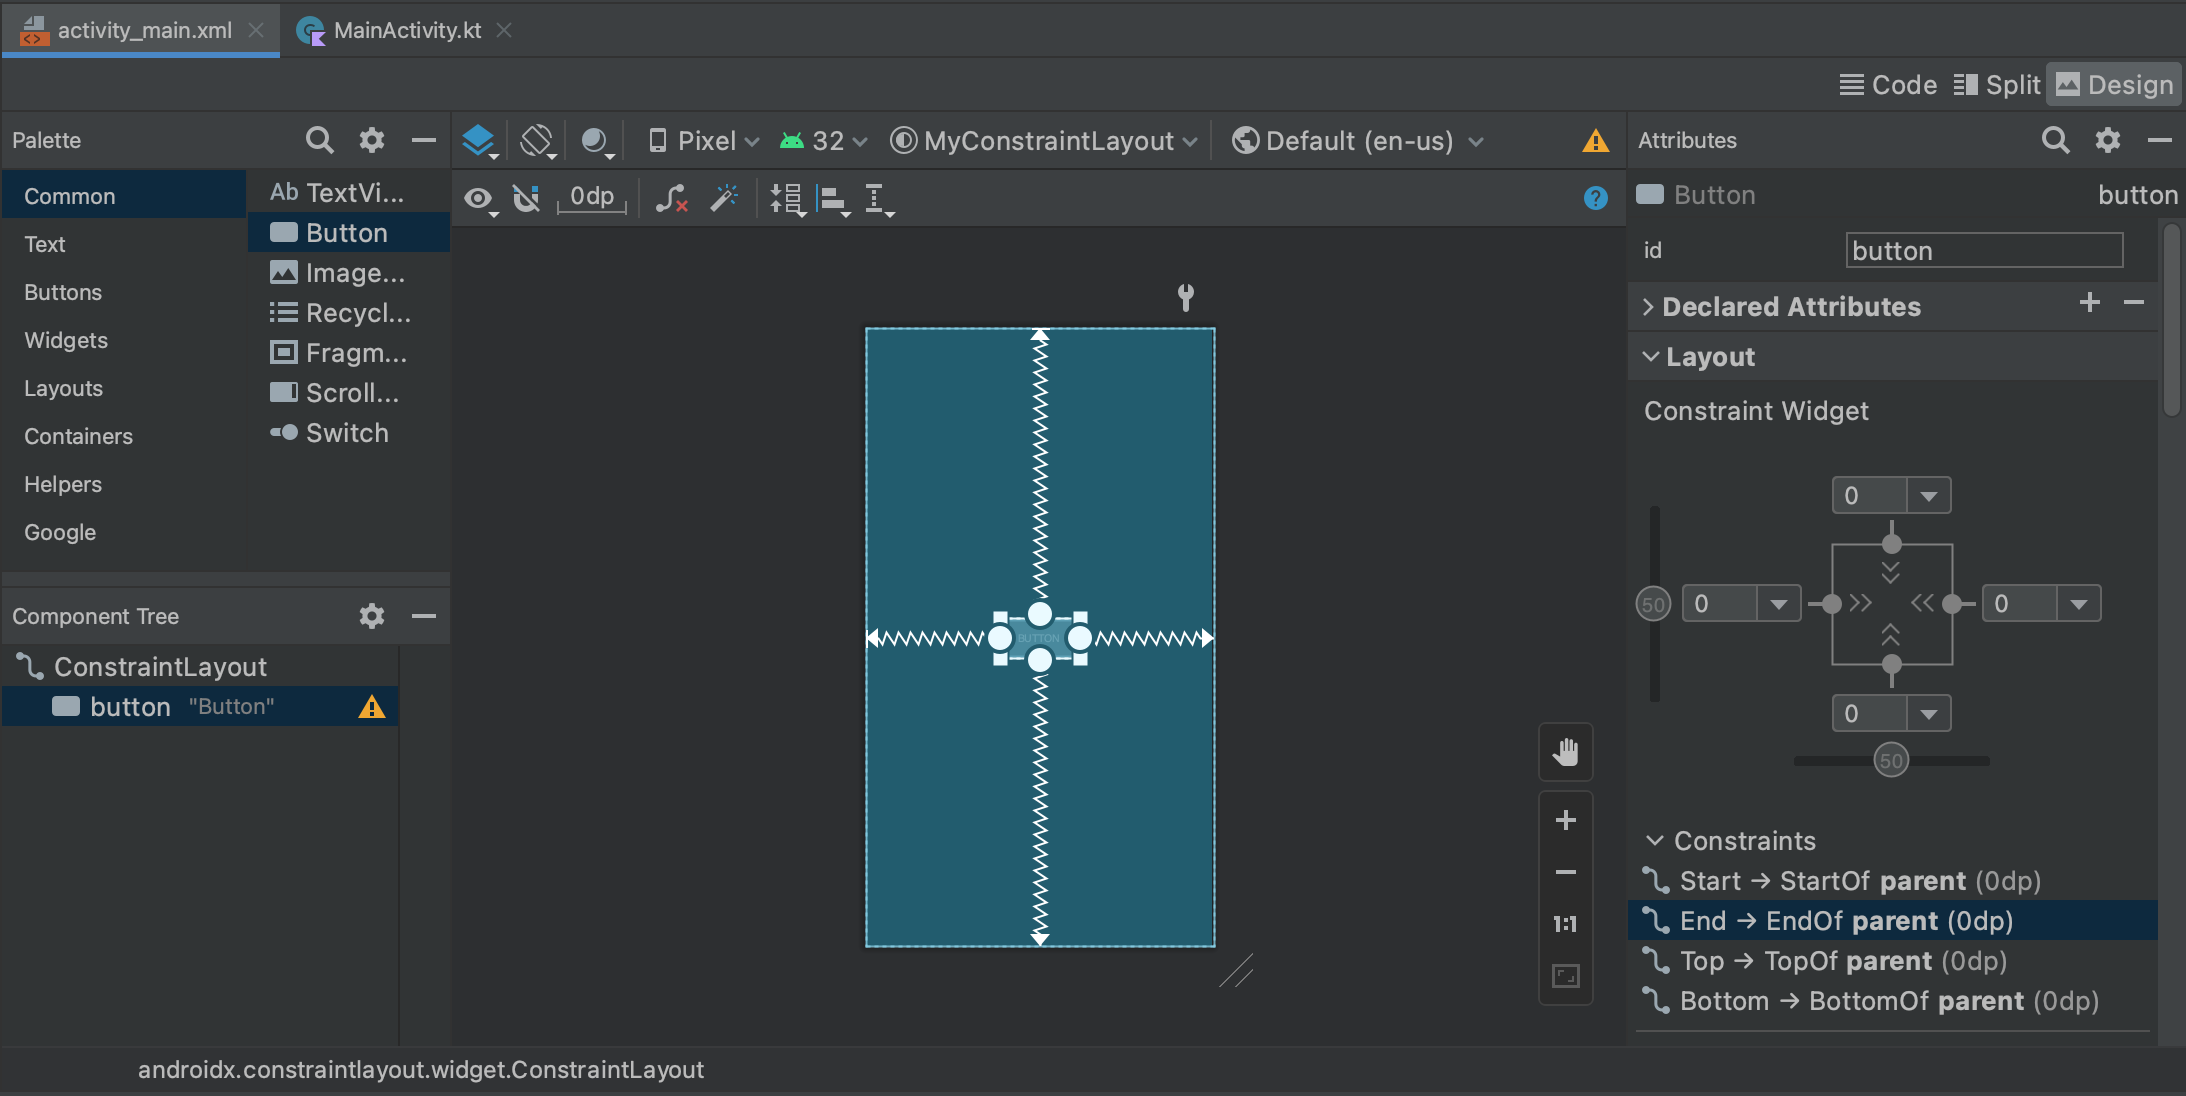 activity_main.xml
MainActivity.kt
Code
Split
Design
Palette
Common
Text
Buttons
Widgets
Layouts
Containers
Helpers
Google
Ab TextVi...
Button
Image...
Recycl...
Fragm...
Scroll...
Switch
Component Tree
ConstraintLayout
button "Button"
Pixel
32
MyConstraintLayout
Default (en-us)
0dp
?
BUTTON
1:1
Attributes
Button
button
id
button
Declared Attributes
Layout
Constraint Widget
0
50
0
0
0
50
Constraints
Start → StartOf parent (0dp)
End → EndOf parent (0dp)
Top → TopOf parent (0dp)
Bottom → BottomOf parent (0dp)
androidx.constraintlayout.widget.ConstraintLayout